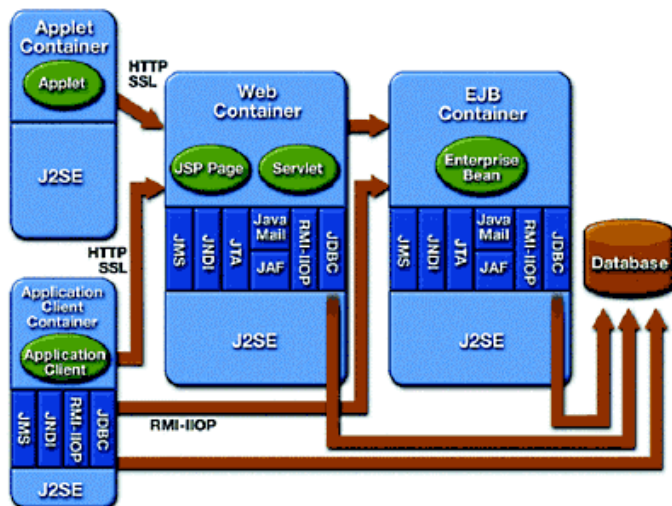 Applet
Container
Applet
J2SE
HTTP
SSL
Web
Container
JSP Page
Servlet
JMS
JNDI
JTA
Java
Mail
JAF
RMI-IIOP
JDBC
J2SE
EJB
Container
Enterprise
Bean
JMS
JNDI
JTA
Java
Mail
JAF
RMI-IIOP
JDBC
J2SE
Database
HTTP
SSL
Application
Client
Container
Application
Client
JMS
JNDI
RMI-IIOP
JDBC
J2SE
RMI-IIOP